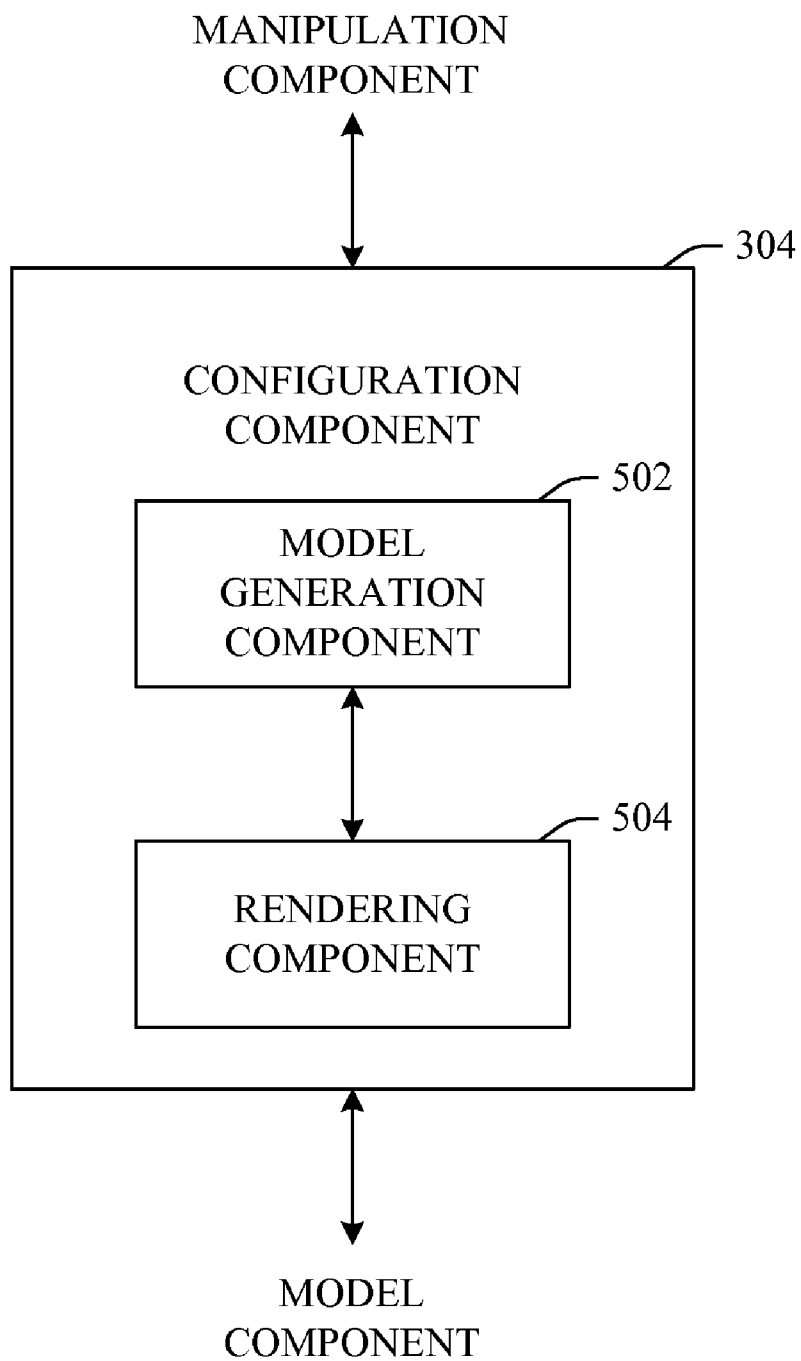 MANIPULATION
COMPONENT
304
CONFIGURATION
COMPONENT
502
MODEL
GENERATION
COMPONENT
504
RENDERING
COMPONENT
MODEL
COMPONENT